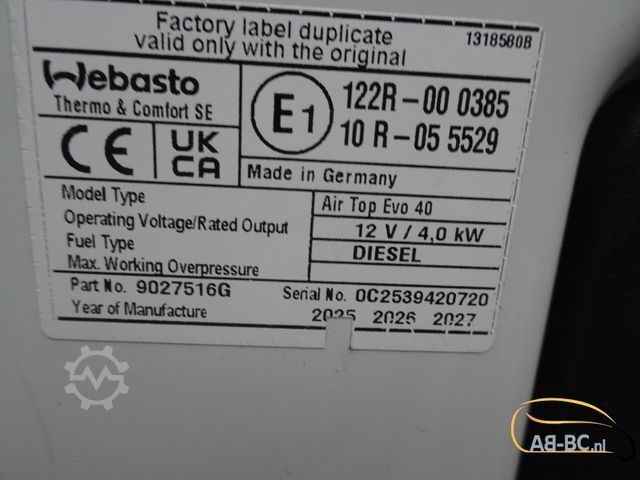 Factory label duplicate
valid only with the original
13185808
Webasto
Thermo & Comfort SE
E1
122R-00 0385
10 R-05 5529
CE
UK
CA
Made in Germany
Model Type
Air Top Evo 40
Operating Voltage/Rated Output
12 V / 4,0 kW
Fuel Type
DIESEL
Max. Working Overpressure
Part No. 9027516G
Serial No. 0C2539420720
Year of Manufacture
2025 2026 2027
AB-BC.nl